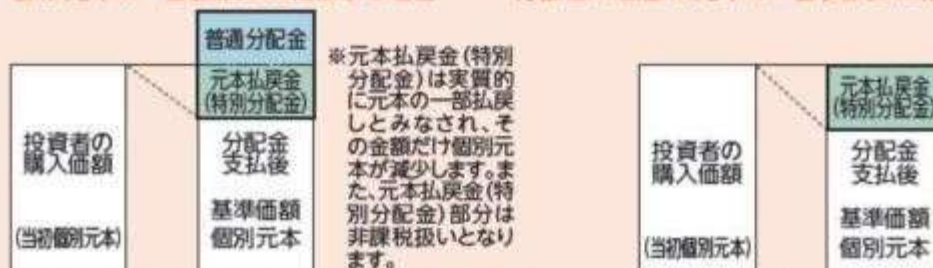 普通分配金
元本払戻金
(特別分配金)
投資者の
購入価額
(当初個別元本)
分配金
支払後
基準価額
個別元本
※元本払戻金(特別
分配金)は実質的
に元本の一部払戻
しとみなされ、そ
の金額だけ個別元
本が減少します。ま
た、元本払戻金(特
別分配金)部分は
非課税扱いとなり
ます。
投資者の
購入価額
(当初個別元本)
元本払戻金
(特別分配金)
分配金
支払後
基準価額
個別元本